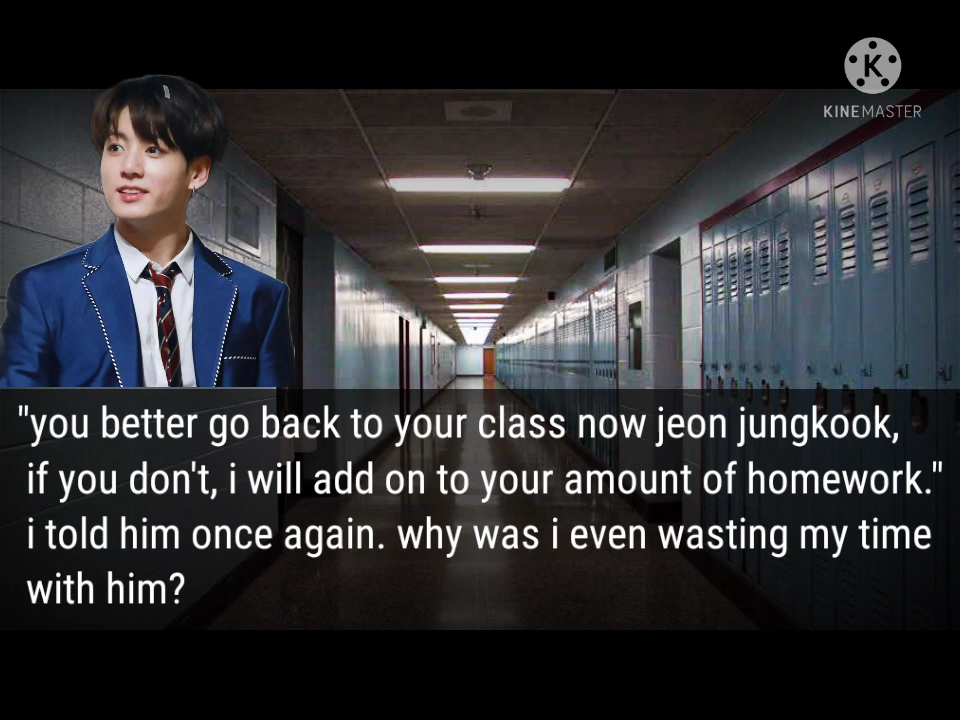 KINEMASTER
"you better go back to your class now jeon jungkook,
if you don't, i will add on to your amount of homework."
i told him once again. why was i even wasting my time
with him?